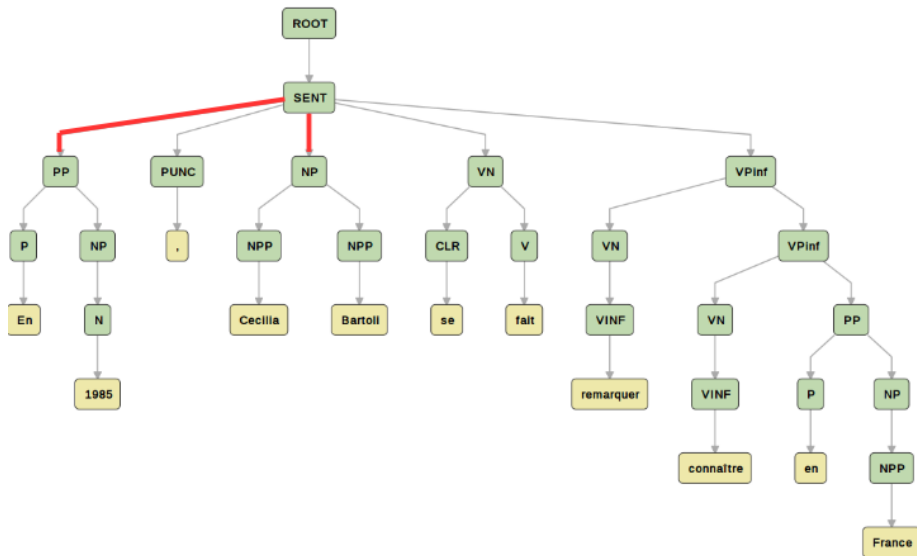 ROOT
SENT
PP PUNC NP VN VPinf
P NP , NPP NPP CLR V VN VPinf
En N Cecilia Bartoli se fait VINF VN PP
1985 remarquer VINF P NP
connaître en NPP
France